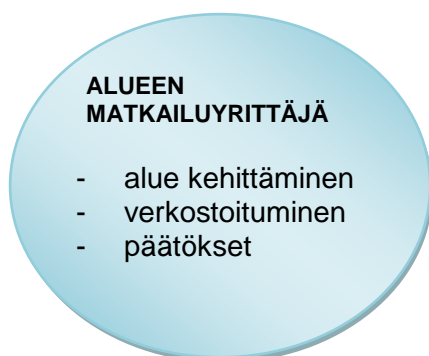 ALUEEN
MATKAILUYRITTÄJÄ
- alue kehittäminen
- verkostoituminen
- päätökset